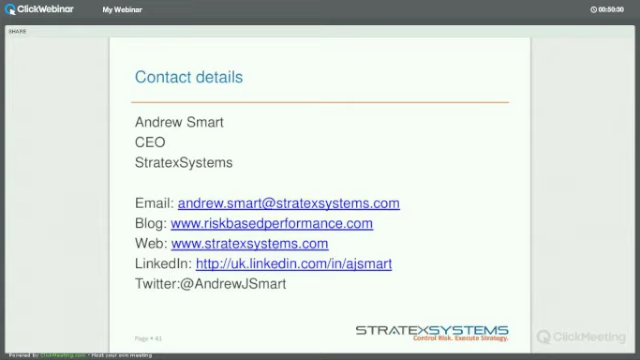 ClickWebinar
My Webinar
00:50:30
SHARE
Contact details
Andrew Smart
CEO
StratexSystems
Email: andrew.smart@stratexsystems.com
Blog: www.riskbasedperformance.com
Web: www.stratexsystems.com
LinkedIn: http://uk.linkedin.com/in/ajsmart
Twitter:@AndrewJSmart
Page • 41
STRATEXSYSTEMS
Control Risk. Execute Strategy.
ClickMeeting
Powered by ClickMeeting.com - Host your own meeting